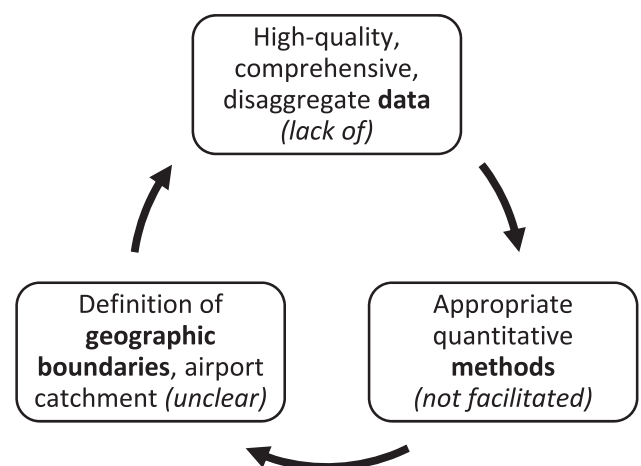 High-quality,
comprehensive,
disaggregate data
(lack of)
Appropriate
quantitative
methods
(not facilitated)
Definition of
geographic
boundaries, airport
catchment (unclear)